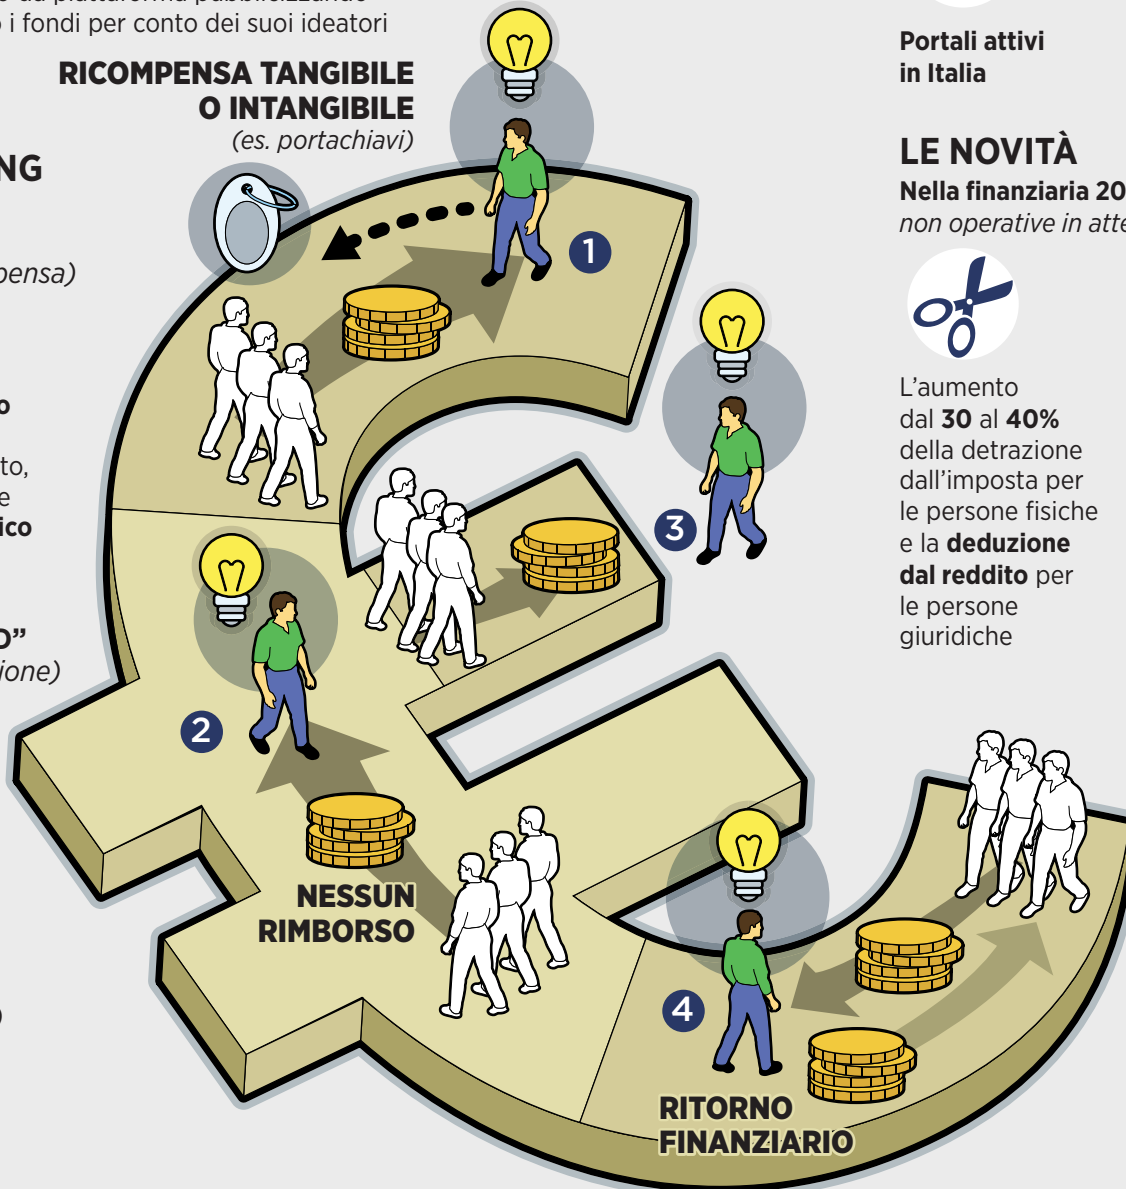 i fondi per conto dei suoi ideatori
RICOMPENSA TANGIBILE
O INTANGIBILE
(es. portachiavi)
Portali attivi
in Italia
LE NOVITÀ
Nella finanziaria 20
non operative in atte
L'aumento
dal 30 al 40%
della detrazione
dall'imposta per
le persone fisiche
e la deduzione
dal reddito per
le persone
giuridiche
NG
pensa)
o
to,
e
ico
O”
ione)
1
2
3
4
NESSUN
RIMBORSO
RITORNO
FINANZIARIO